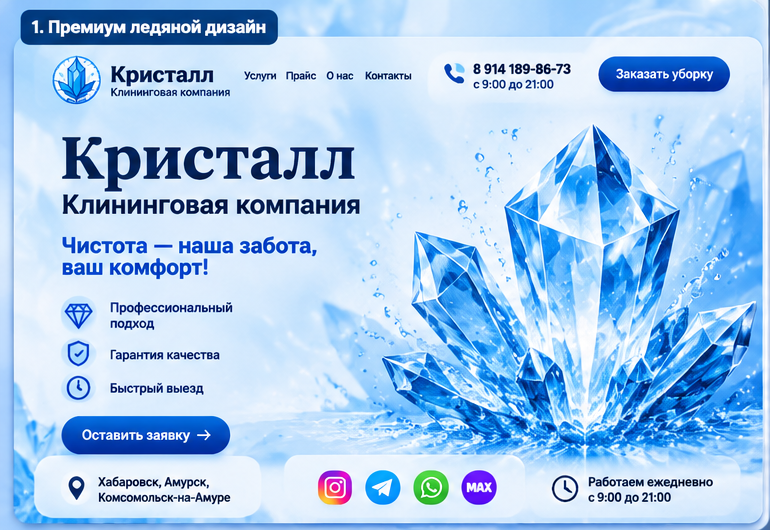 1. Премиум ледяной дизайн
Кристалл
Клининговая компания
Услуги Прайс О нас Контакты
8 914 189-86-73
с 9:00 до 21:00
Заказать уборку
Кристалл
Клининговая компания
Чистота — наша забота,
ваш комфорт!
Профессиональный
подход
Гарантия качества
Быстрый выезд
Оставить заявку →
Хабаровск, Амурск,
Комсомольск-на-Амуре
MAX
Работаем ежедневно
с 9:00 до 21:00